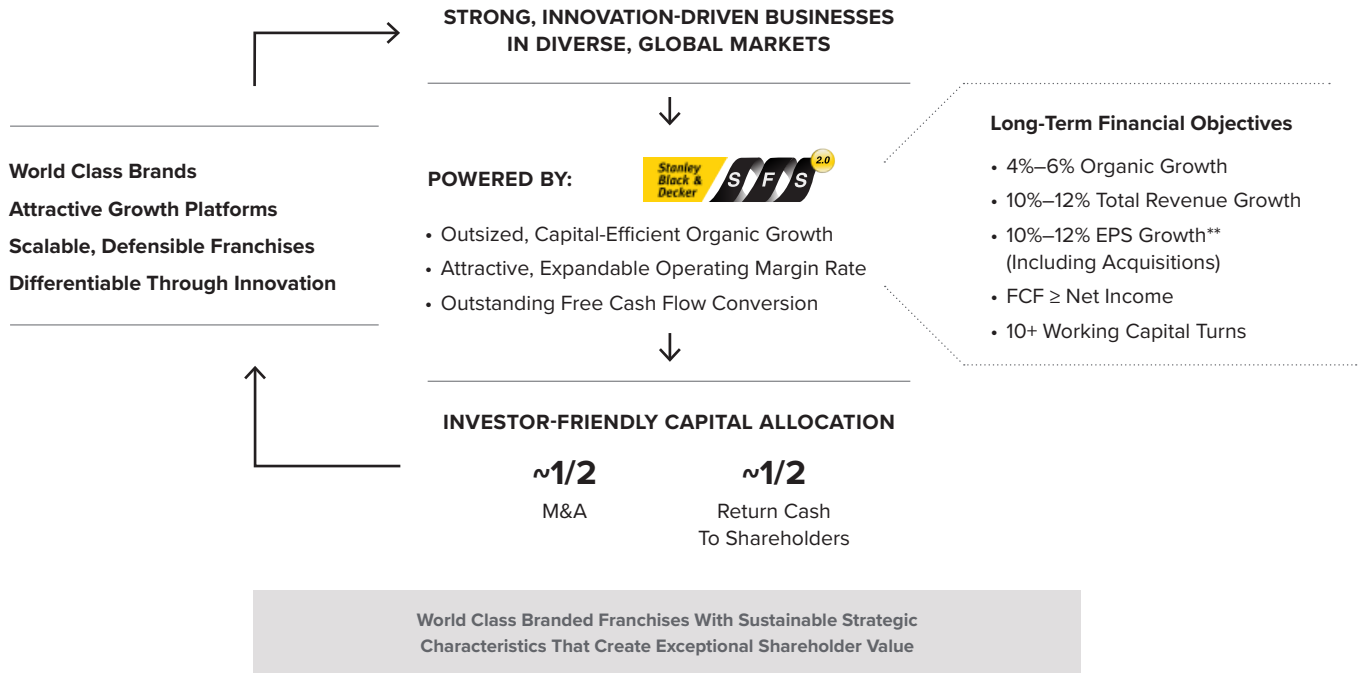 STRONG, INNOVATION-DRIVEN BUSINESSES
IN DIVERSE, GLOBAL MARKETS
World Class Brands
Attractive Growth Platforms
Scalable, Defensible Franchises
Differentiable Through Innovation
POWERED BY:
Stanley
Black &
Decker
S F S
2.0
• Outsized, Capital-Efficient Organic Growth
• Attractive, Expandable Operating Margin Rate
• Outstanding Free Cash Flow Conversion
Long-Term Financial Objectives
• 4%–6% Organic Growth
• 10%–12% Total Revenue Growth
• 10%–12% EPS Growth**
(Including Acquisitions)
• FCF ≥ Net Income
• 10+ Working Capital Turns
INVESTOR-FRIENDLY CAPITAL ALLOCATION
~1/2
M&A
~1/2
Return Cash
To Shareholders
World Class Branded Franchises With Sustainable Strategic
Characteristics That Create Exceptional Shareholder Value